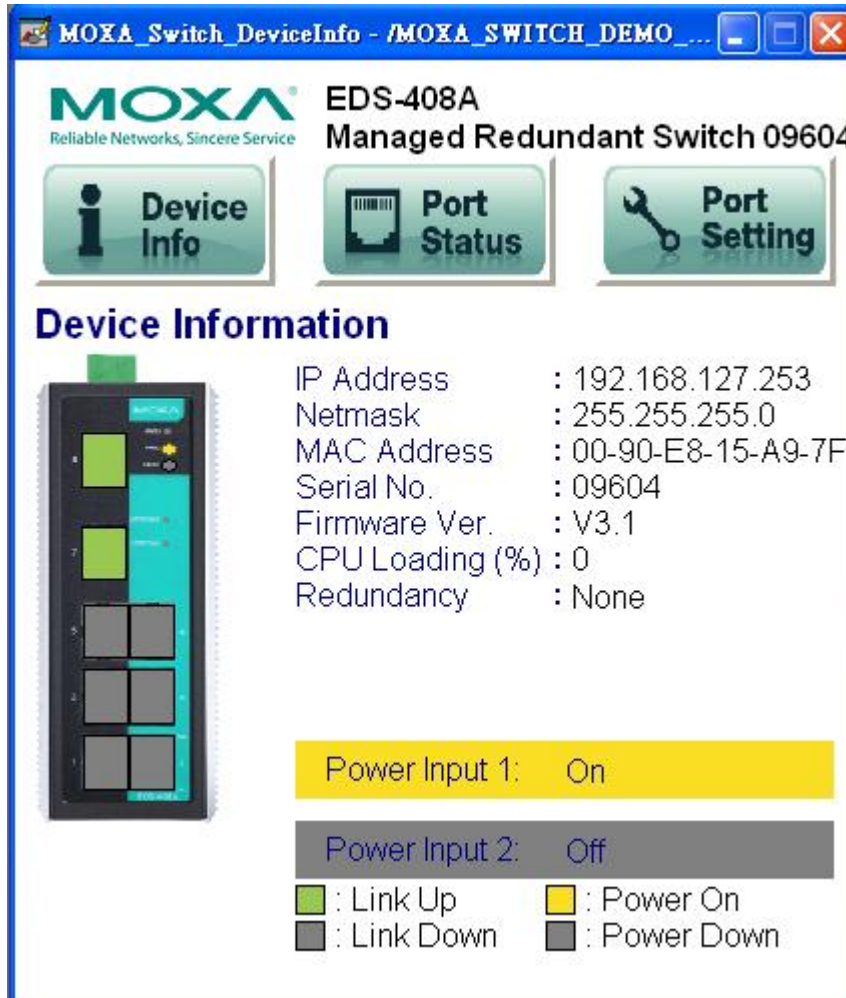 MOXA_Switch_DeviceInfo - /MOXA_SWITCH_DEMO_...
MOXA
Reliable Networks, Sincere Service
EDS-408A
Managed Redundant Switch 09604
Device Info
Port Status
Port Setting
Device Information
IP Address : 192.168.127.253
Netmask : 255.255.255.0
MAC Address : 00-90-E8-15-A9-7F
Serial No. : 09604
Firmware Ver. : V3.1
CPU Loading (%) : 0
Redundancy : None
MOXA
EDS-408A
Power Input 1: On
Power Input 2: Off
: Link Up : Power On
: Link Down : Power Down